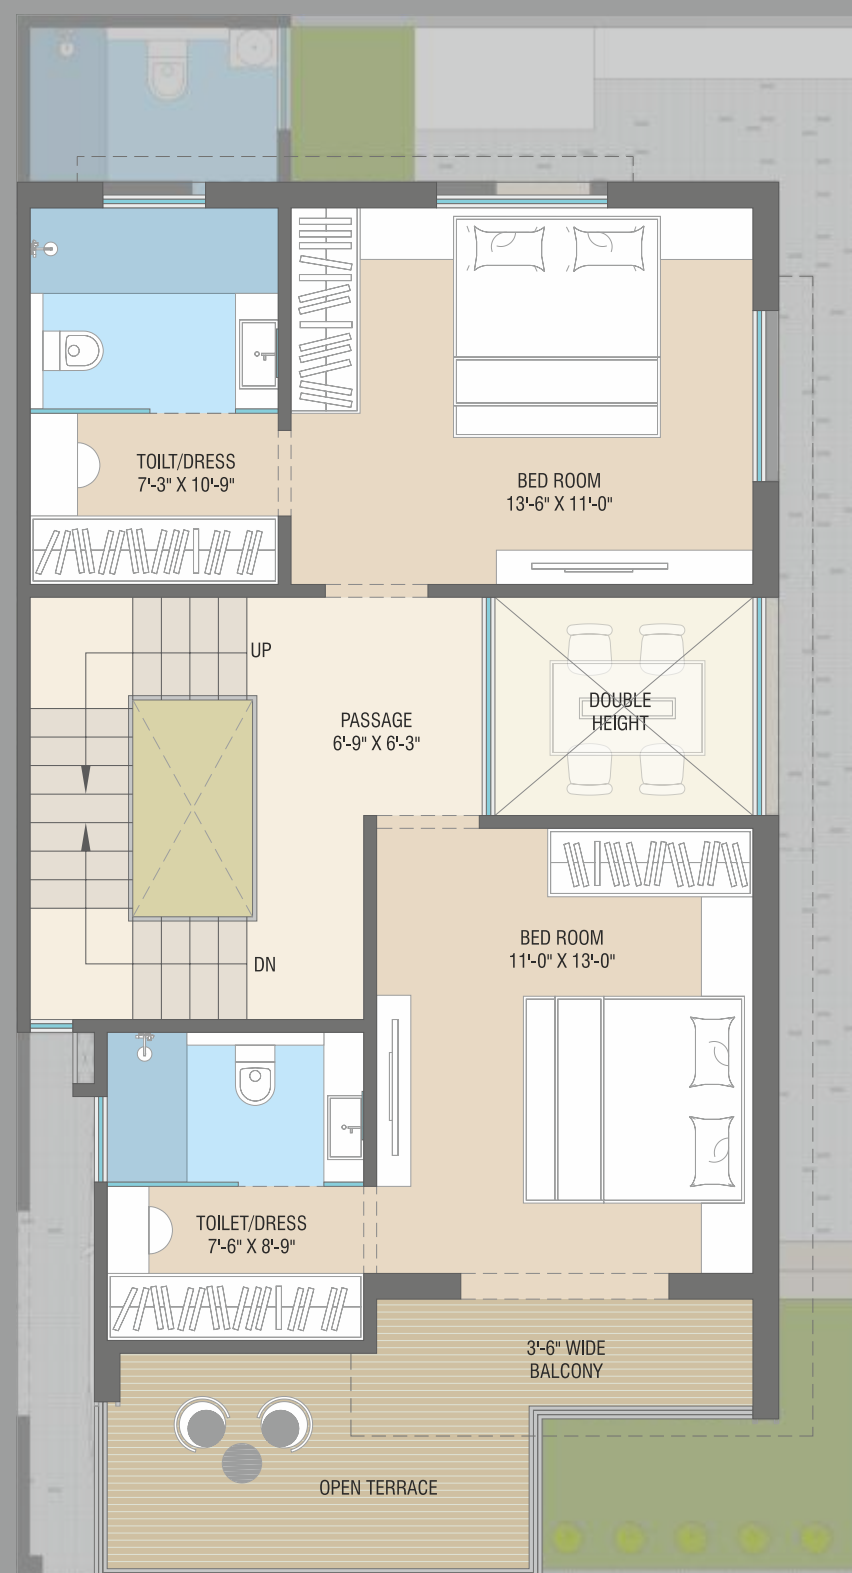 TOILT/DRESS
7'-3" X 10'-9"
BED ROOM
13'-6" X 11'-0"
UP
PASSAGE
6'-9" X 6'-3"
DOUBLE
HEIGHT
DN
BED ROOM
11'-0" X 13'-0"
TOILET/DRESS
7'-6" X 8'-9"
3'-6" WIDE
BALCONY
OPEN TERRACE